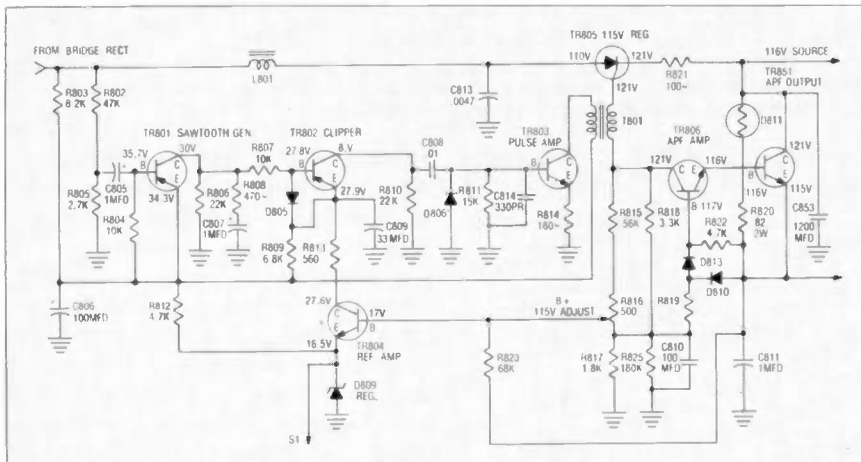 FROM BRIDGE RECT
L801
TR805 115V REG
110V
121V
121V
116V SOURCE
R821
100~
R803
8.2K
R802
47K
C813
.0047
T801
TR851
APF OUTPUT
D811
TR801 SAWTOOTH GEN
30V
35.7V
B
C
E
34.3V
R807
10K
TR802 CLIPPER
27.8V
8.V
B
C
E
27.9V
C808
.01
TR803
PULSE AMP
B
C
E
TR806
APF AMP
121V
C
E
116V
B 117V
121V
B
C
E
115V
116V
R805
2.7K
C805
1MFD
R804
10K
R806
22K
R808
470~
C807
1MFD
D805
R809
6.8K
R813
560
C809
.33MFD
R810
22K
D806
R811
15K
C814
330PF
R814
180~
R815
56K
R818
3.3K
R822
4.7K
R820
82
2W
C853
1200
MFD
D813
D810
C806
100MFD
R812
4.7K
27.6V
C
E
B
17V
16.5V
TR804
REF AMP
B+
115V ADJUST
R816
500
R819
R823
68K
R817
1.8K
R825
180K
C810
100
MFD
C811
1MFD
D809
REG.
S1